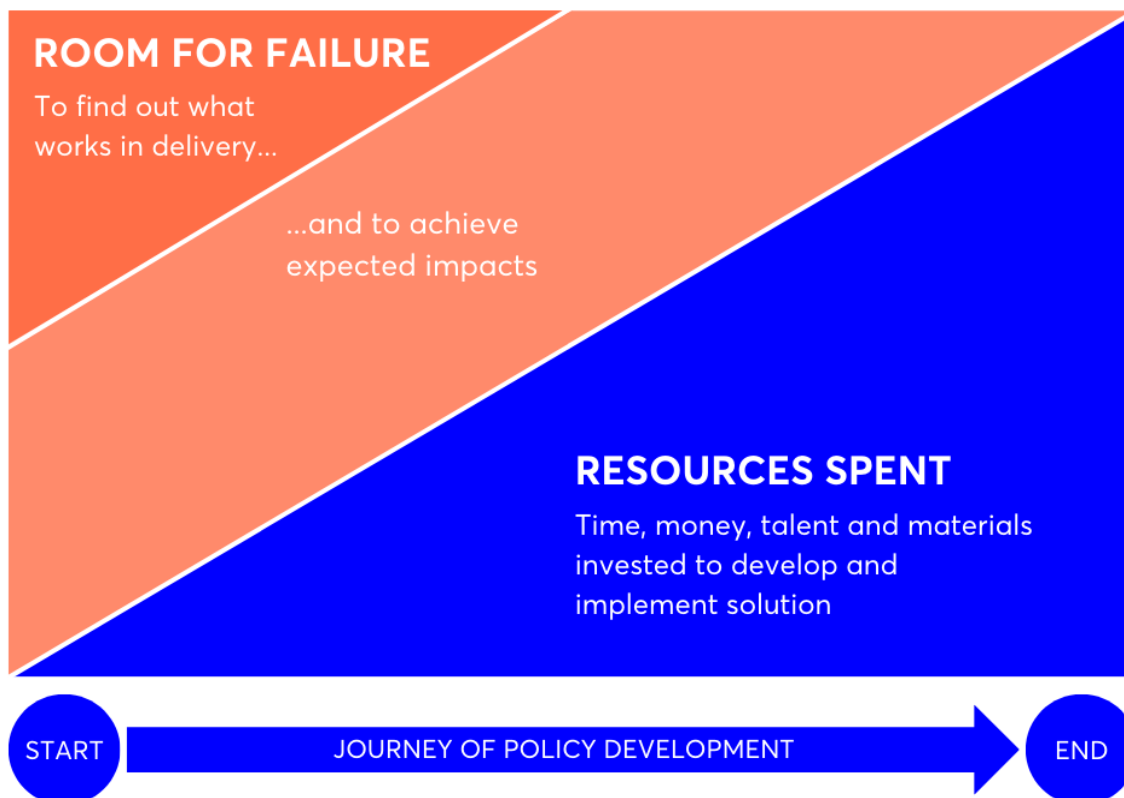 ROOM FOR FAILURE
To find out what
works in delivery...
...and to achieve
expected impacts
RESOURCES SPENT
Time, money, talent and materials
invested to develop and
implement solution
START
JOURNEY OF POLICY DEVELOPMENT
END